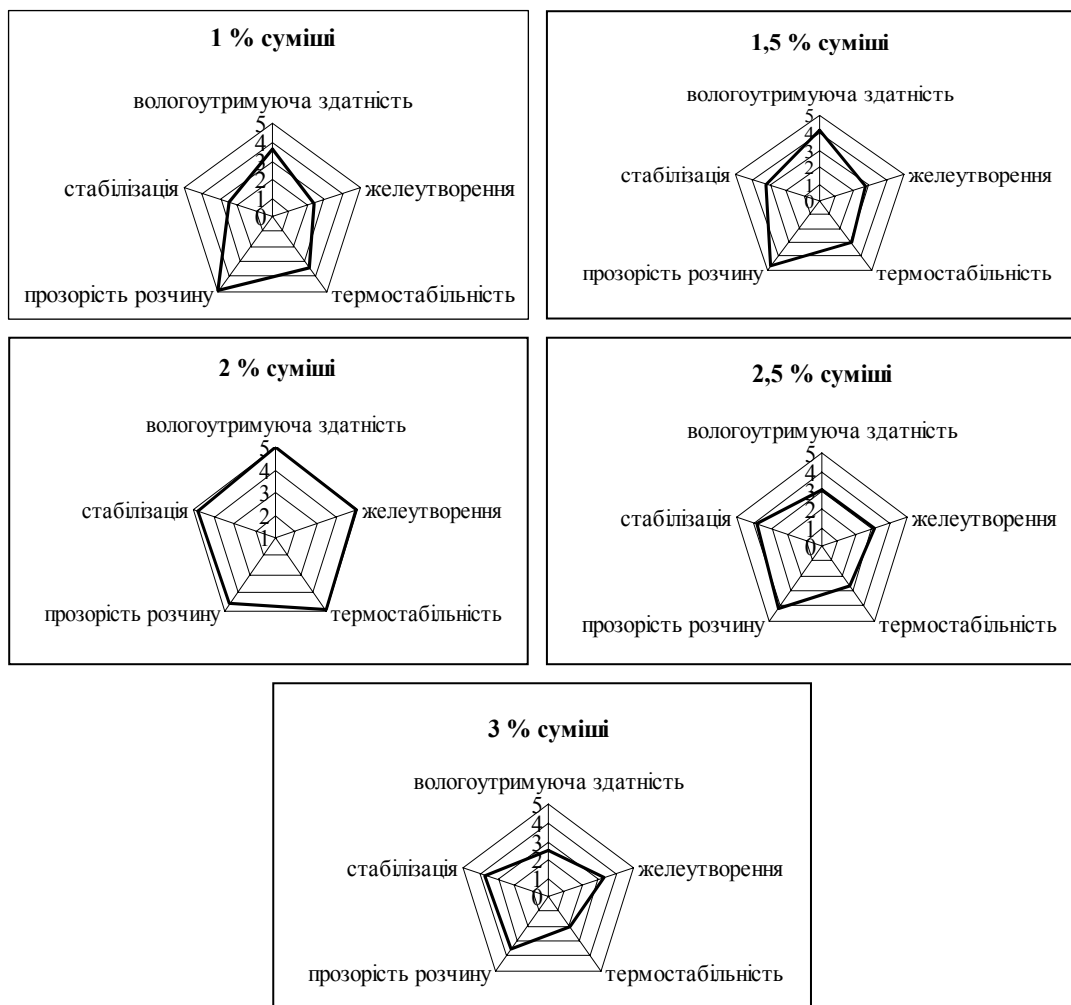 1 % суміші
вологоутримуюча здатність
5
4
3
2
1
0
стабілізація
желеутворення
прозорість розчину
термостабільність
1,5 % суміші
вологоутримуюча здатність
5
4
3
2
1
0
стабілізація
желеутворення
прозорість розчину
термостабільність
2 % суміші
вологоутримуюча здатність
5
4
3
2
1
стабілізація
желеутворення
прозорість розчину
термостабільність
2,5 % суміші
вологоутримуюча здатність
5
4
3
2
1
0
стабілізація
желеутворення
прозорість розчину
термостабільність
3 % суміші
вологоутримуюча здатність
5
4
3
2
1
0
стабілізація
желеутворення
прозорість розчину
термостабільність